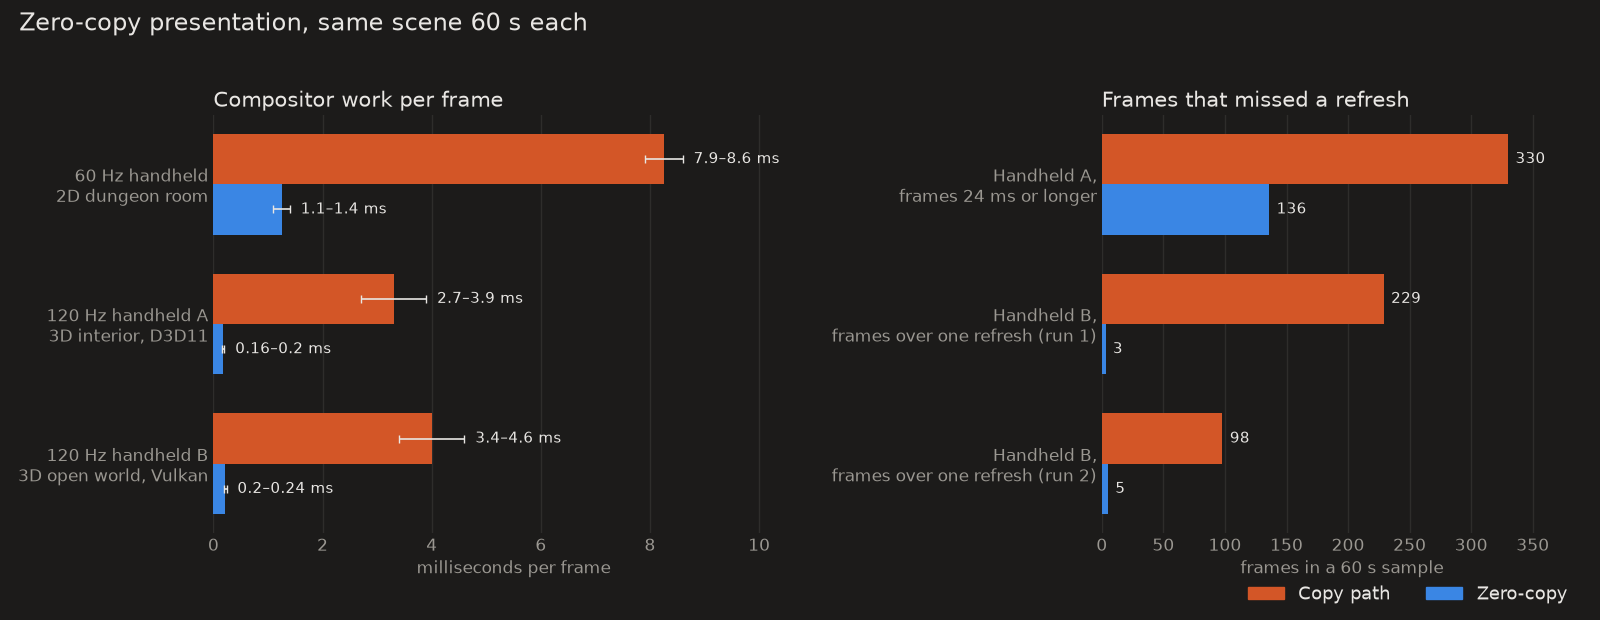 Zero-copy presentation, same scene 60 s each
Compositor work per frame
60 Hz handheld
2D dungeon room
7.9–8.6 ms
1.1–1.4 ms
120 Hz handheld A
3D interior, D3D11
2.7–3.9 ms
0.16–0.2 ms
120 Hz handheld B
3D open world, Vulkan
3.4–4.6 ms
0.2–0.24 ms
0 2 4 6 8 10
milliseconds per frame
Frames that missed a refresh
Handheld A,
frames 24 ms or longer
330
136
Handheld B,
frames over one refresh (run 1)
229
3
Handheld B,
frames over one refresh (run 2)
98
5
0 50 100 150 200 250 300 350
frames in a 60 s sample
Copy path Zero-copy